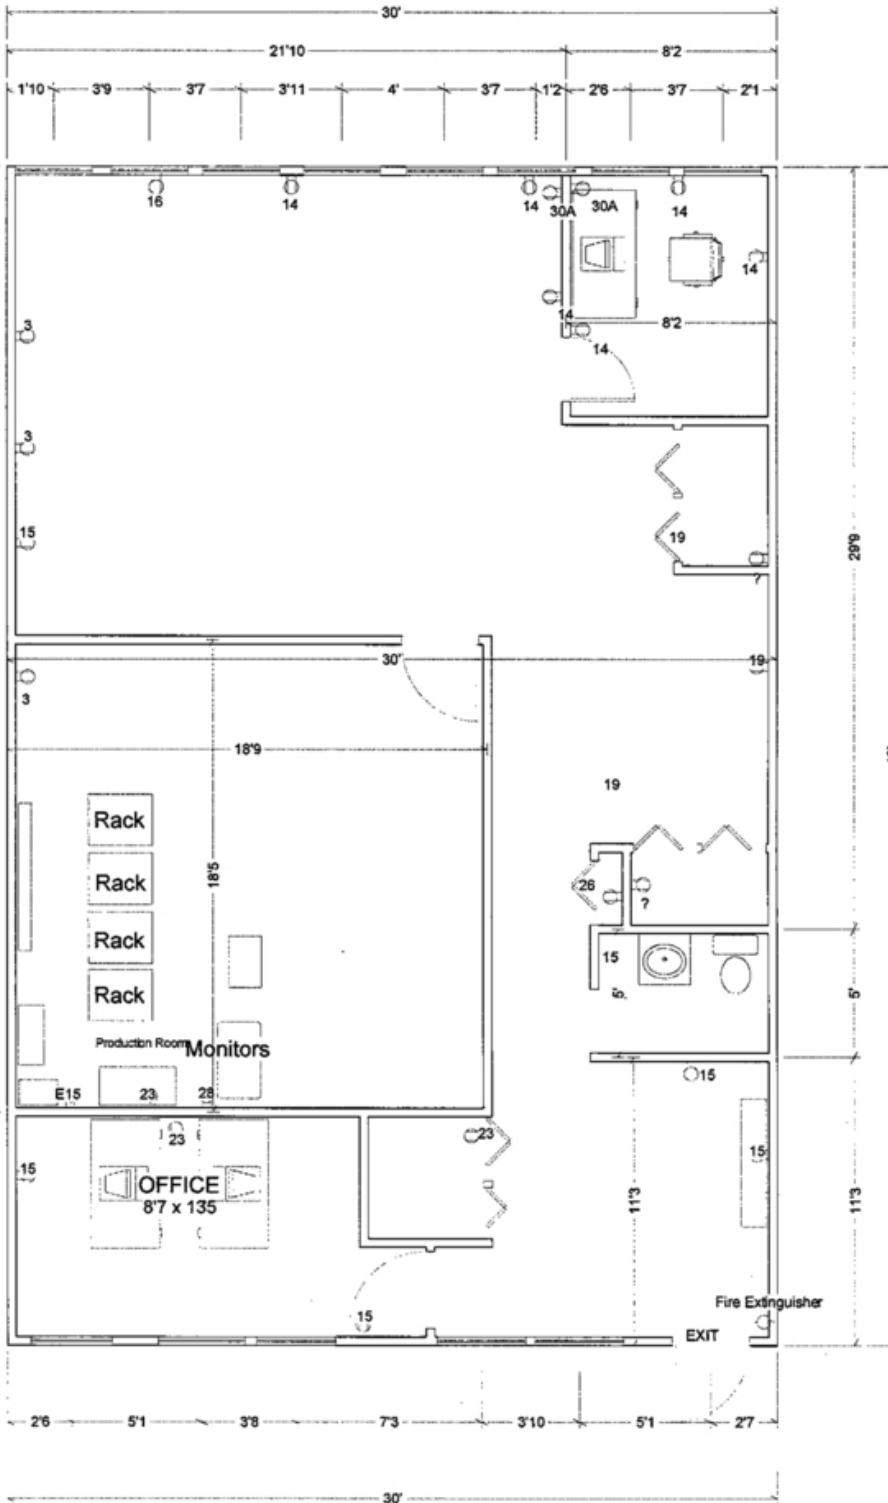 30'
21'10 8'2
1'10 3'9 3'7 3'11 4' 3'7 1'2 2'6 3'7 2'1
16 14 14 30A 30A 14
14
3
14
8'2
14
3
15
19
29'9
?
30'
19
3
18'9
19
Rack
18'5
Rack
26
?
Rack
15
5'
5'
Rack
Production Room
Monitors
15
E15 23 28
23
23
15
15
OFFICE
8'7 x 135
11'3
11'3
Fire Extinguisher
15
EXIT
2'6 5'1 3'8 7'3 3'10 5'1 2'7
30'